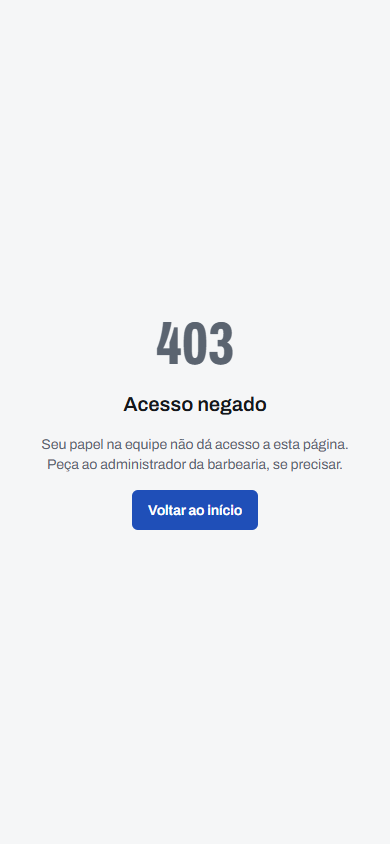 403
Acesso negado
Seu papel na equipe não dá acesso a esta página.
Peça ao administrador da barbearia, se precisar.
Voltar ao início